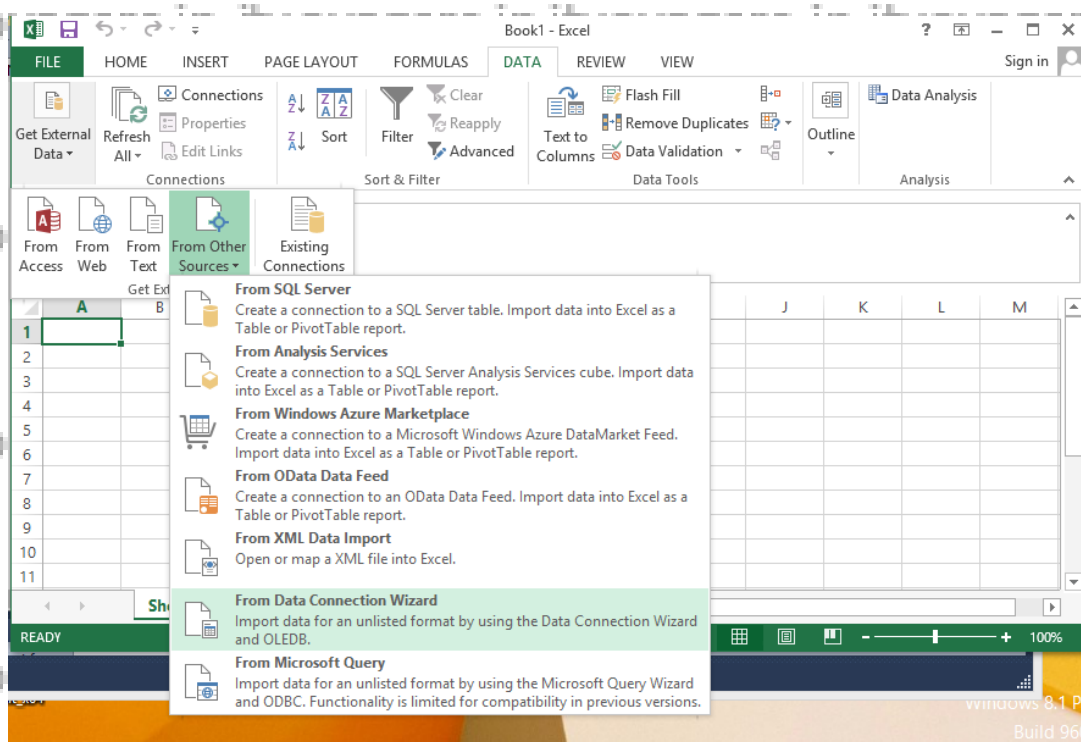 Book1 - Excel
?
FILE HOME INSERT PAGE LAYOUT FORMULAS DATA REVIEW VIEW Sign in
Get External Data
Refresh All
Connections
Properties
Edit Links
Connections
Sort
Filter
Clear
Reapply
Advanced
Sort & Filter
Text to Columns
Flash Fill
Remove Duplicates
Data Validation
Data Tools
Outline
Data Analysis
Analysis
From Access
From Web
From Text
From Other Sources
Existing Connections
Get Ext
From SQL Server
Create a connection to a SQL Server table. Import data into Excel as a
Table or PivotTable report.
From Analysis Services
Create a connection to a SQL Server Analysis Services cube. Import data
into Excel as a Table or PivotTable report.
From Windows Azure Marketplace
Create a connection to a Microsoft Windows Azure DataMarket Feed.
Import data into Excel as a Table or PivotTable report.
From OData Data Feed
Create a connection to an OData Data Feed. Import data into Excel as a
Table or PivotTable report.
From XML Data Import
Open or map a XML file into Excel.
From Data Connection Wizard
Import data for an unlisted format by using the Data Connection Wizard
and OLEDB.
From Microsoft Query
Import data for an unlisted format by using the Microsoft Query Wizard
and ODBC. Functionality is limited for compatibility in previous versions.
A B J K L M
1
2
3
4
5
6
7
8
9
10
11
She
READY 100%
Windows 8.1 P
Build 96